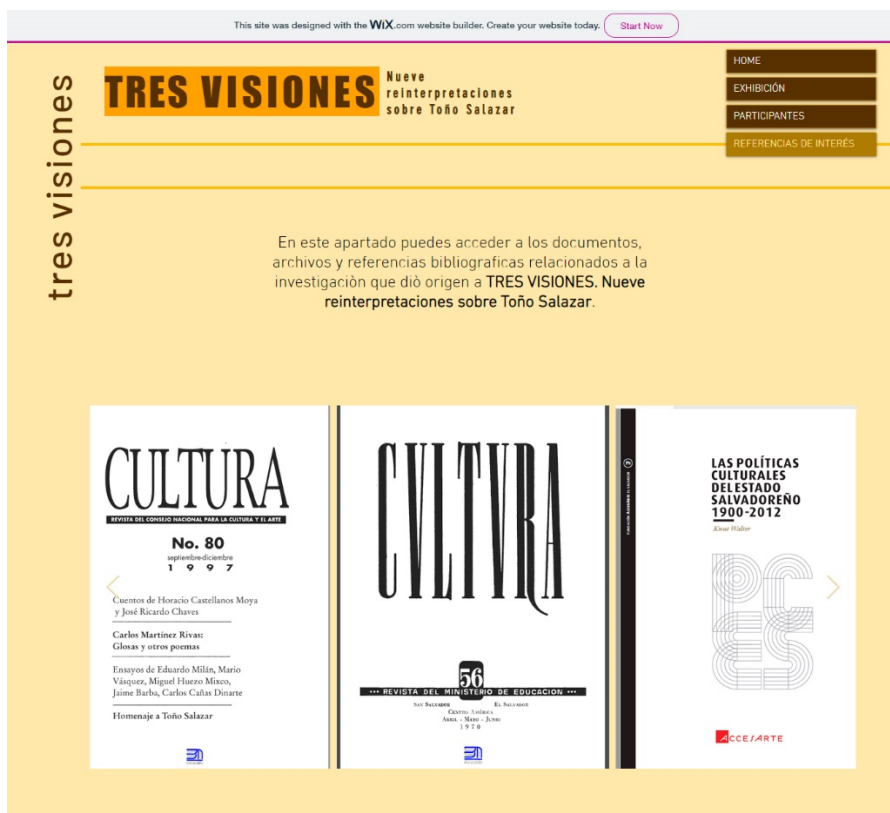 This site was designed with the WiX.com website builder. Create your website today.
Start Now
tres visiones
TRES VISIONES
Nueve
reinterpretaciones
sobre Toño Salazar
HOME
EXHIBICIÓN
PARTICIPANTES
REFERENCIAS DE INTERÉS
En este apartado puedes acceder a los documentos,
archivos y referencias bibliograficas relacionados a la
investigaciòn que diò origen a TRES VISIONES. Nueve
reinterpretaciones sobre Toño Salazar.
CULTURA
REVISTA DEL CONSEJO NACIONAL PARA LA CULTURA Y EL ARTE
No. 80
septiembre-diciembre
1 9 9 7
Cuentos de Horacio Castellanos Moya
y José Ricardo Chaves
Carlos Martínez Rivas:
Glosas y otros poemas
Ensayos de Eduardo Milán, Mario
Vásquez, Miguel Huezo Mixco,
Jaime Barba, Carlos Cañas Dinarte
Homenaje a Toño Salazar
CVLTVRA
56
REVISTA DEL MINISTERIO DE EDUCACION
SAN SALVADOR EL SALVADOR
CENTRO AMÉRICA
ABRIL - MAYO - JUNIO
1970
LAS POLÍTICAS
CULTURALES
DEL ESTADO
SALVADOREÑO
1900-2012
Knut Walter
ACCESARTE